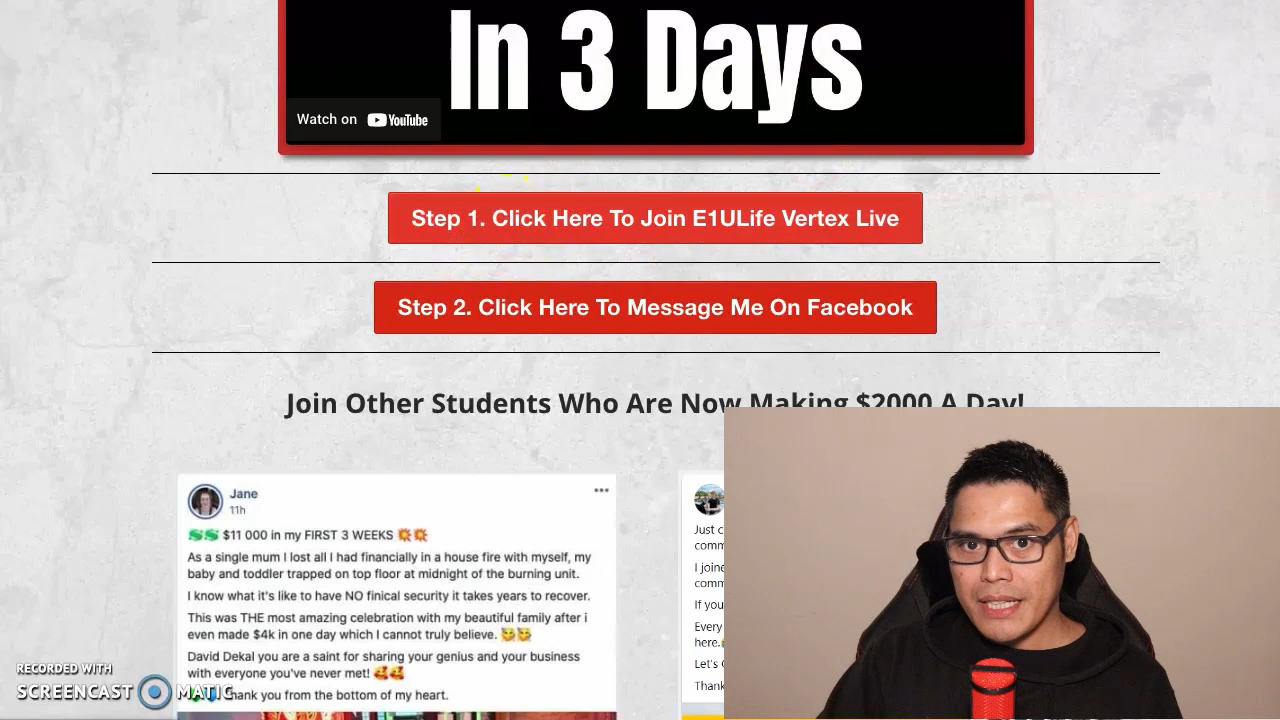 In 3 Days
Watch on YouTube
Step 1. Click Here To Join E1ULife Vertex Live
Step 2. Click Here To Message Me On Facebook
Join Other Students Who Are Now Making $2000 A Day!
Jane
11h
$11 000 in my FIRST 3 WEEKS
As a single mum I lost all I had financially in a house fire with myself, my
baby and toddler trapped on top floor at midnight of the burning unit.
I know what it's like to have NO finical security it takes years to recover.
This was THE most amazing celebration with my beautiful family after i
even made $4k in one day which I cannot truly believe.
David Dekal you are a saint for sharing your genius and your business
with everyone you've never met!
hank you from the bottom of my heart.
Just c
comm
I joine
comm
If you
Every
here.
Let's
Thank
RECORDED WITH
SCREENCAST MATIC